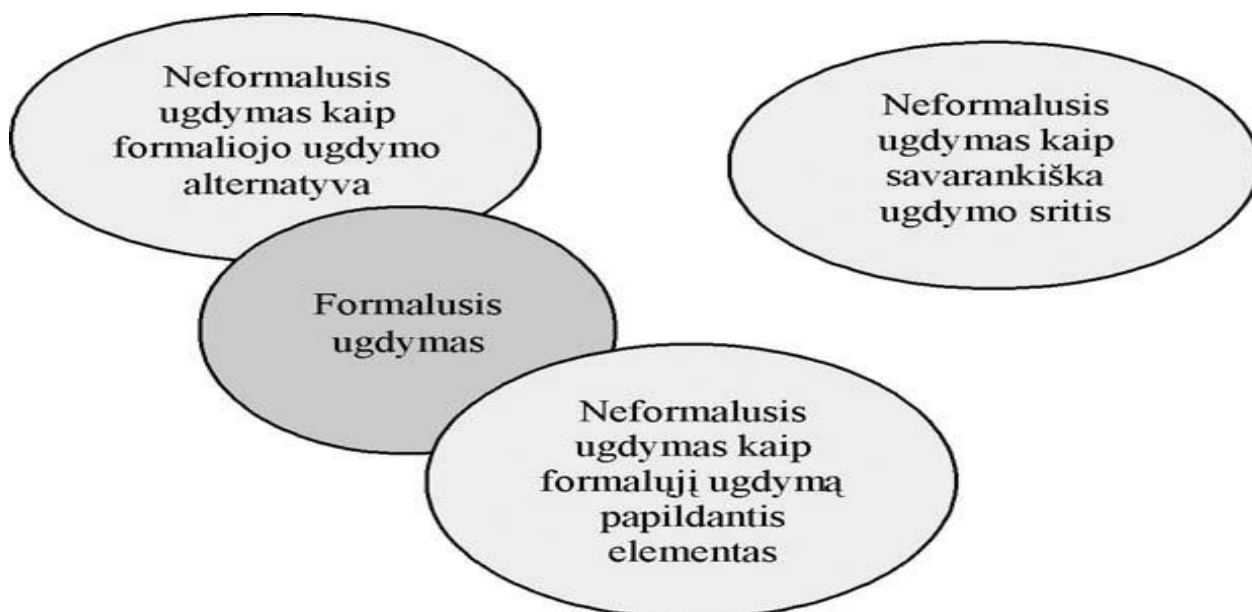 Neformalusis
ugdymas kaip
formaliojo ugdymo
alternatyva
Neformalusis
ugdymas kaip
savarankiška
ugdymo sritis
Formalusis
ugdymas
Neformalusis
ugdymas kaip
formalųjį ugdymą
papildantis
elementas